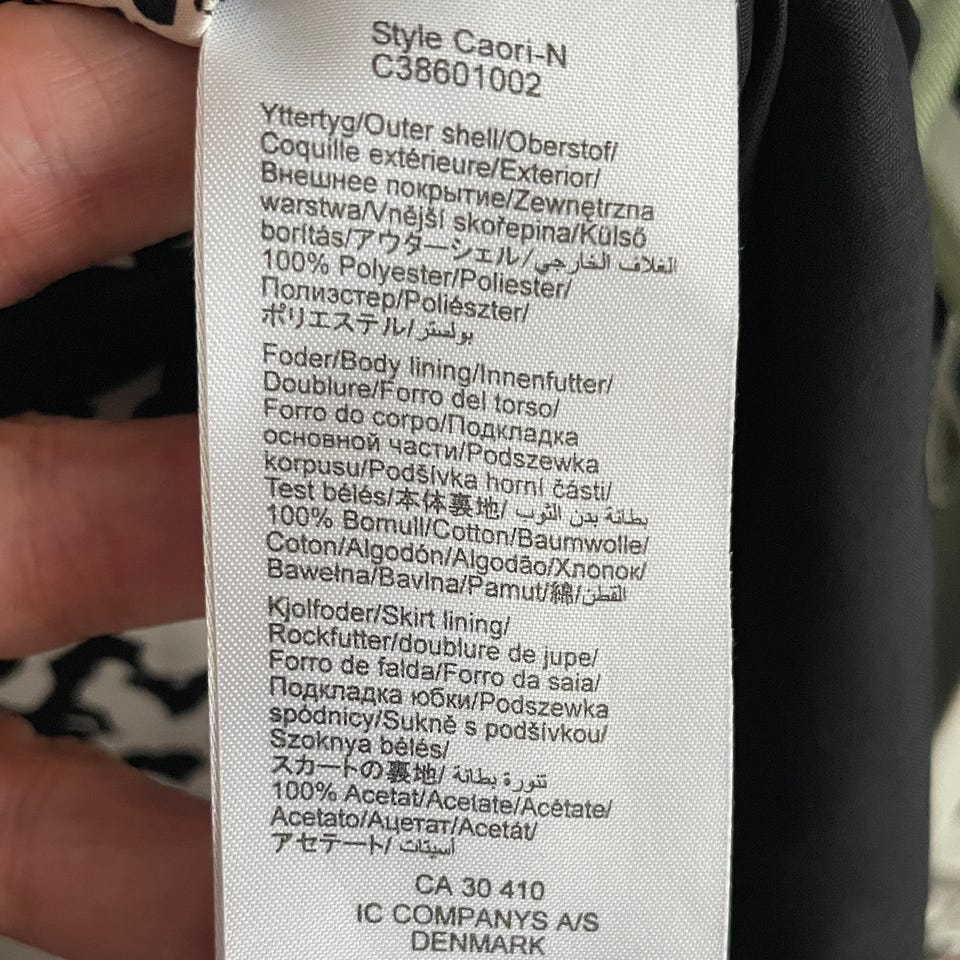 Style Caori-N
C38601002
Yttertyg/Outer shell/Oberstof/
Coquille extérieure/Exterior/
Внешнее покрытие/Zewnętrzna
warstwa/Vnější skořepina/Külső
borítás/アウターシェル/الغلاف الخارجي
100% Polyester/Poliester/
Полиэстер/Poliészter/
ポリエステル/بولستر
Foder/Body lining/Innenfutter/
Doublure/Forro del torso/
Forro do corpo/Подкладка
основной части/Podszewka
korpusu/Podšívka horní části/
Test bélés/本体裏地/ بطانة بدن الثوب
100% Bomull/Cotton/Baumwolle/
Coton/Algodón/Algodão/Хлопок/
Bawełna/Bavlna/Pamut/綿/القطن
Kjolfoder/Skirt lining/
Rockfutter/doublure de jupe/
Forro de falda/Forro da saia/
Подкладка юбки/Podszewka
spódnicy/Sukně s podšívkou/
Szoknya bélés/
スカートの裏地/ تنورة بطانة
100% Acetat/Acetate/Acétate/
Acetato/Ацетат/Acetát/
アセテート/ أسيتات
CA 30 410
IC COMPANYS A/S
DENMARK